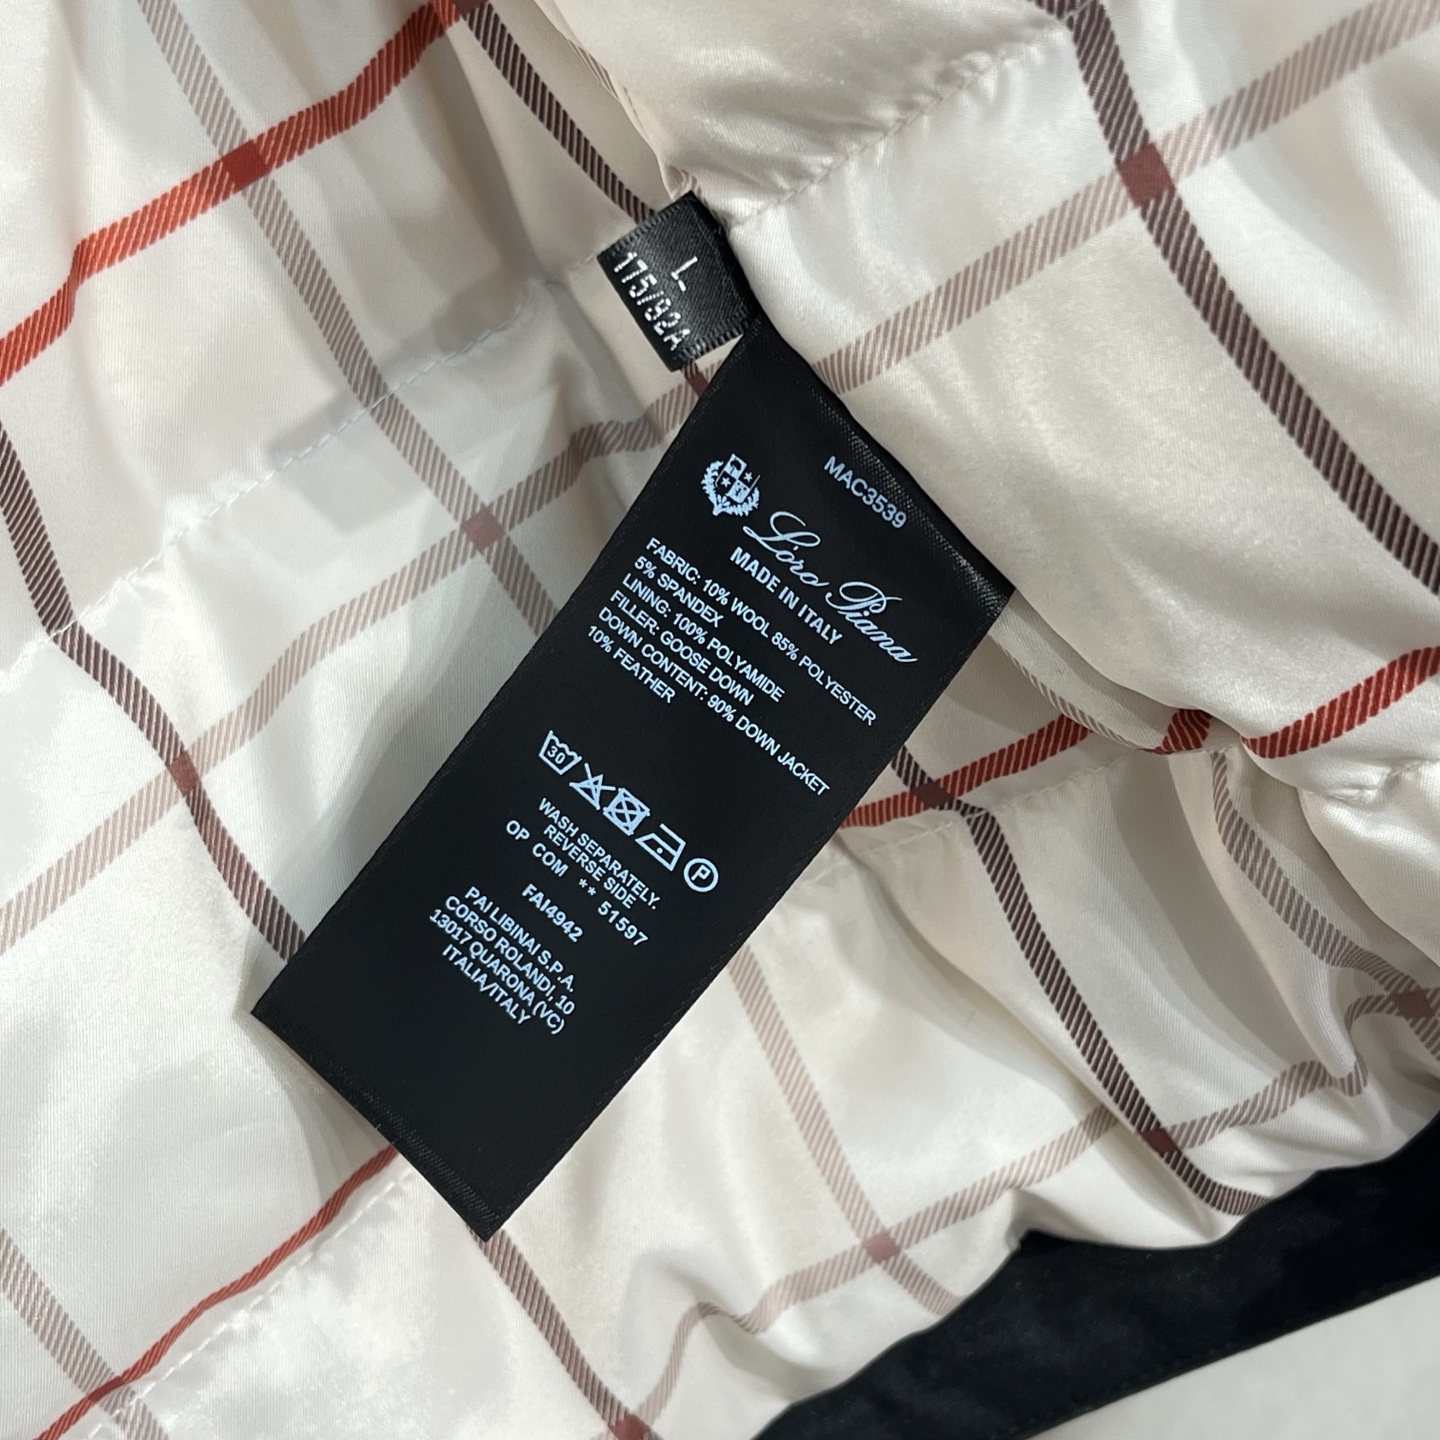 L
175/92A
MAC3539
Loro Piana
MADE IN ITALY
FABRIC: 10% WOOL 85% POLYESTER
5% SPANDEX
LINING: 100% POLYAMIDE
FILLER: GOOSE DOWN
DOWN CONTENT: 90% DOWN JACKET
10% FEATHER
30
P
WASH SEPARATELY.
REVERSE SIDE
OP COM ** 51597
FAI4942
PAI LIBINAI S.P.A.
CORSO ROLANDI, 10
13017 QUARONA (VC)
ITALIA/ITALY